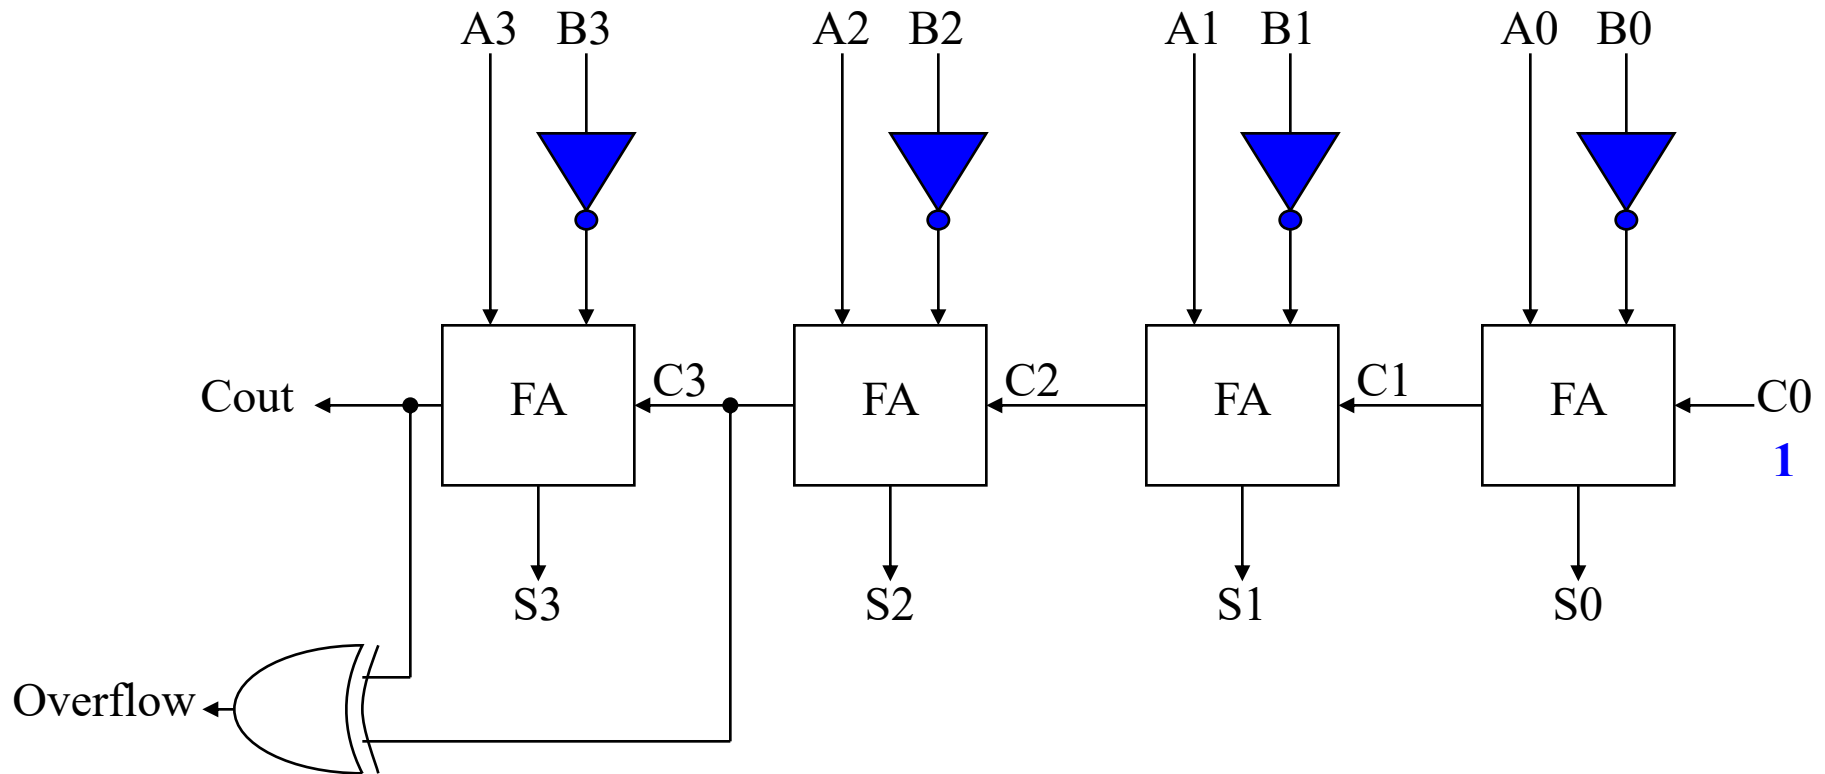 A3 B3 A2 B2 A1 B1 A0 B0
Cout FA C3 FA C2 FA C1 FA C0
1
S3 S2 S1 S0
Overflow